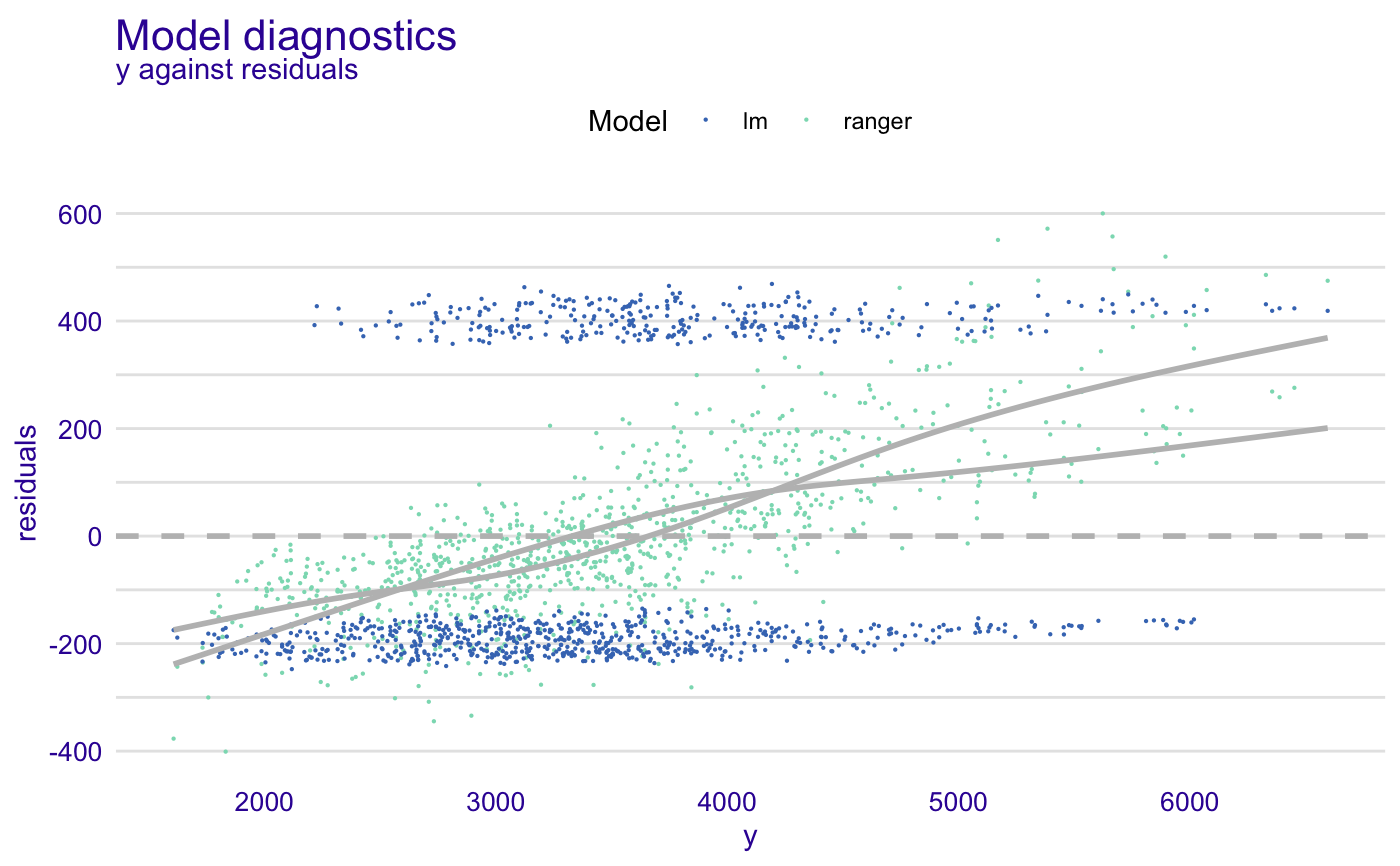 Model diagnostics
y against residuals
Model lm ranger
600
400
200
0
-200
-400
residuals
2000 3000 4000 5000 6000
y